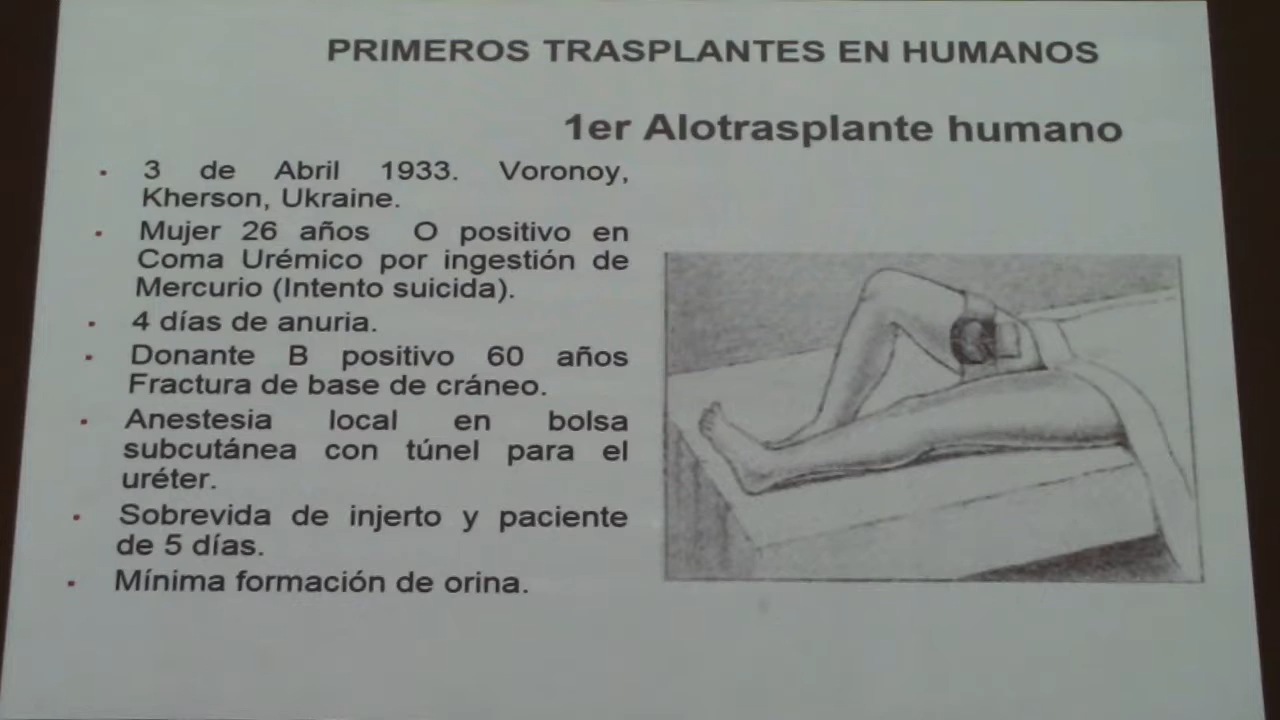 PRIMEROS TRASPLANTES EN HUMANOS
1er Alotrasplante humano
• 3 de Abril 1933. Voronoy,
Kherson, Ukraine.
• Mujer 26 años O positivo en
Coma Urémico por ingestión de
Mercurio (Intento suicida).
• 4 días de anuria.
• Donante B positivo 60 años
Fractura de base de cráneo.
• Anestesia local en bolsa
subcutánea con túnel para el
uréter.
• Sobrevida de injerto y paciente
de 5 días.
• Mínima formación de orina.